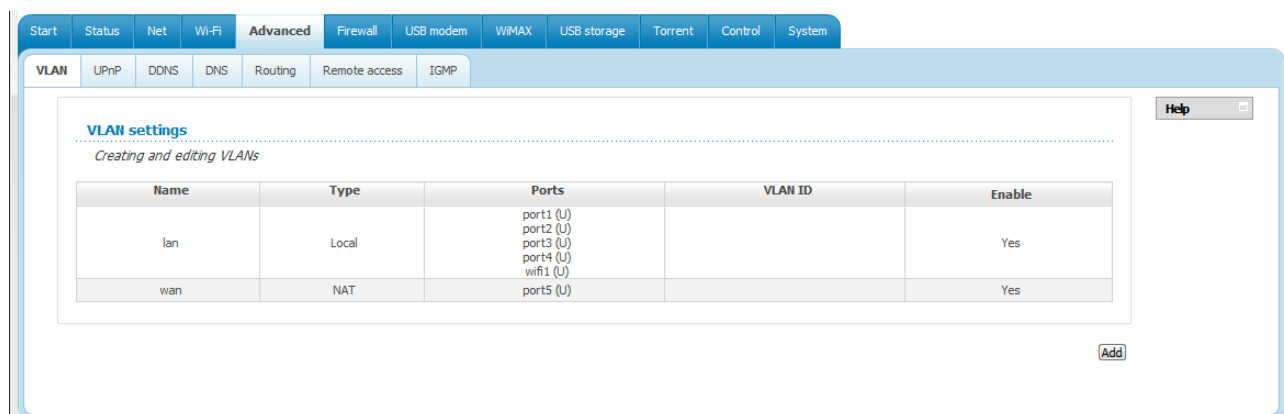 Start Status Net Wi-Fi Advanced Firewall USB modem WiMAX USB storage Torrent Control System
VLAN UPnP DDNS DNS Routing Remote access IGMP
Help
VLAN settings
Creating and editing VLANs
Name Type Ports VLAN ID Enable
port1 (U)
port2 (U)
lan Local port3 (U) Yes
port4 (U)
wifi1 (U)
wan NAT port5 (U) Yes
Add